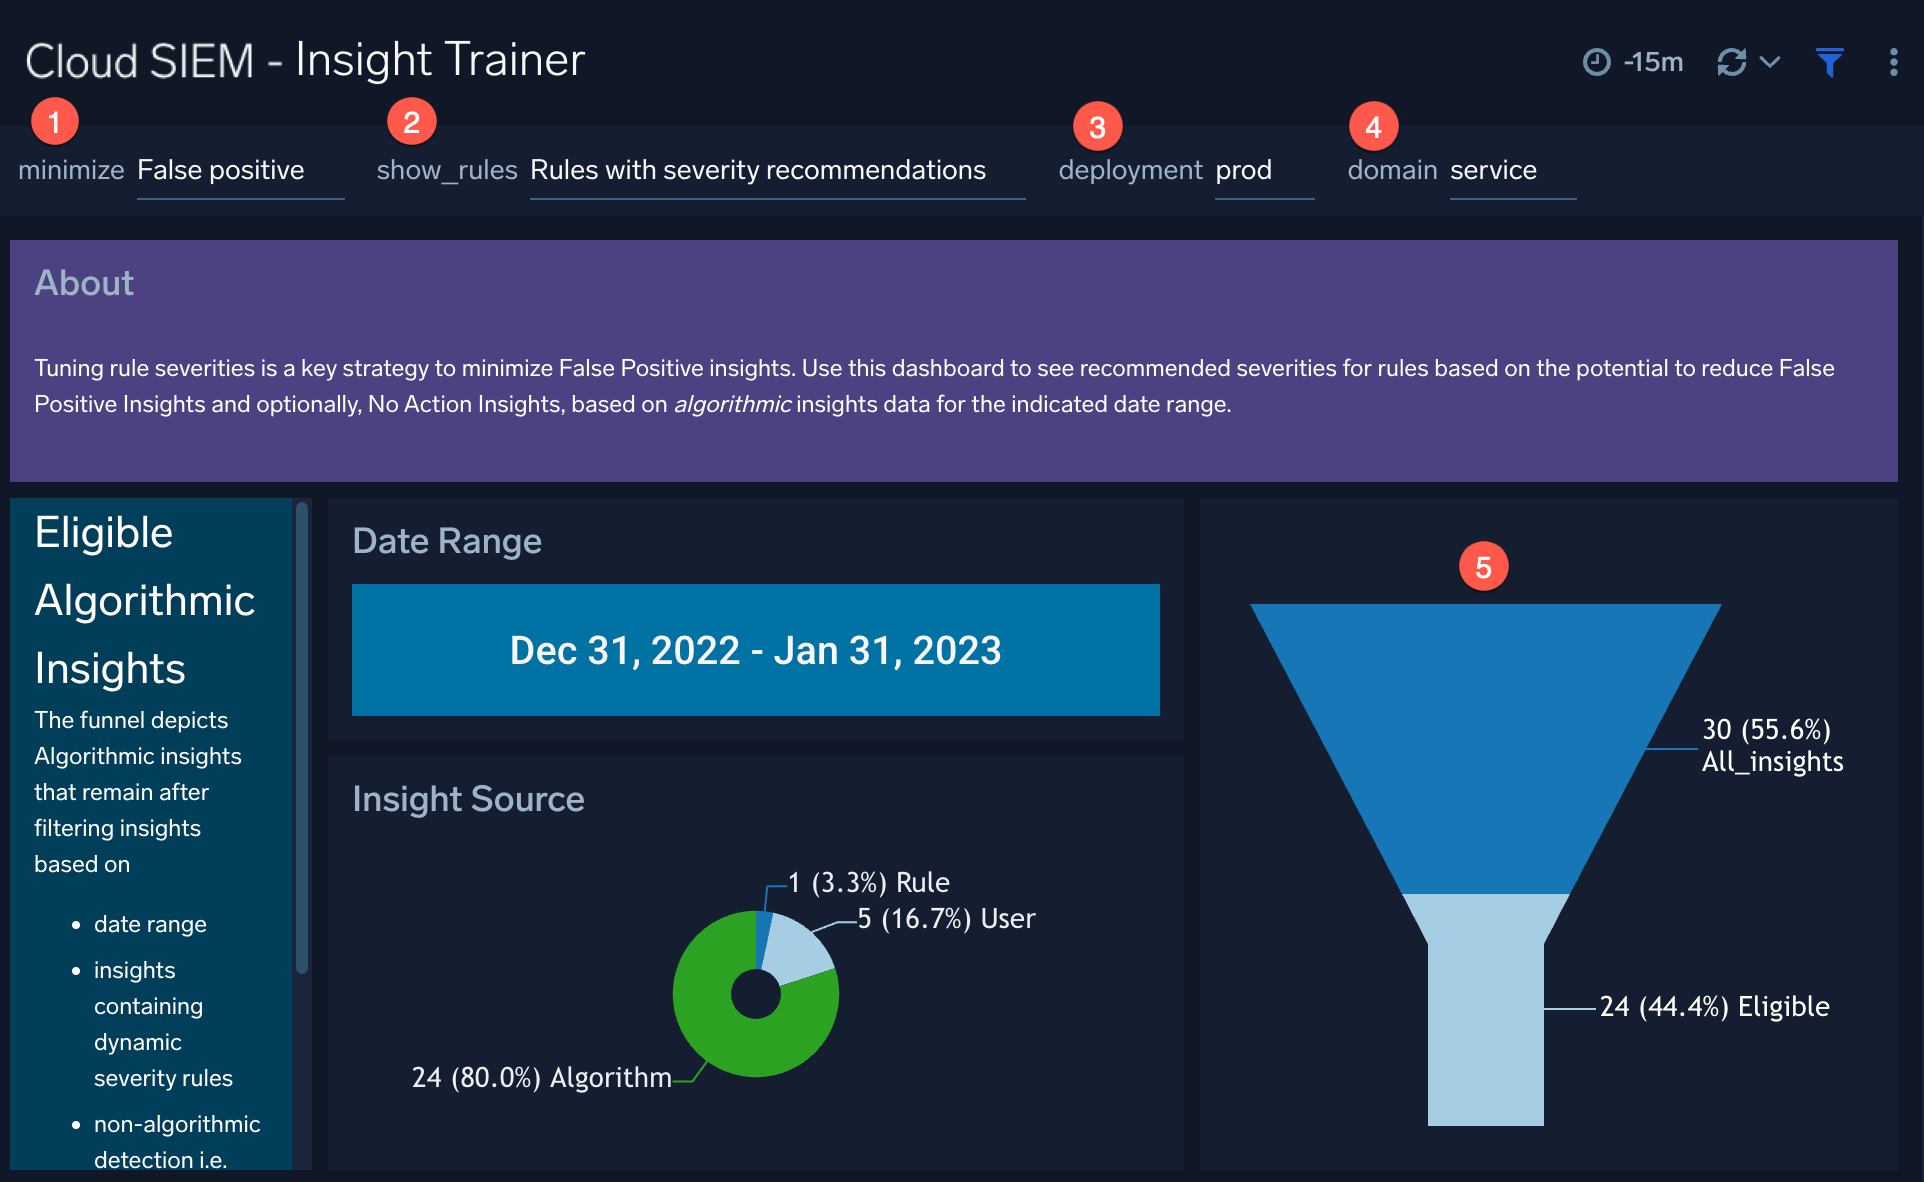 Cloud SIEM - Insight Trainer
-15m
1
2
3
4
minimize False positive
show_rules Rules with severity recommendations
deployment prod
domain service
About
Tuning rule severities is a key strategy to minimize False Positive insights. Use this dashboard to see recommended severities for rules based on the potential to reduce False
Positive Insights and optionally, No Action Insights, based on algorithmic insights data for the indicated date range.
Eligible
Algorithmic
Insights
The funnel depicts
Algorithmic insights
that remain after
filtering insights
based on
• date range
• insights
containing
dynamic
severity rules
• non-algorithmic
detection i.e.
Date Range
Dec 31, 2022 - Jan 31, 2023
Insight Source
1 (3.3%) Rule
5 (16.7%) User
24 (80.0%) Algorithm
5
30 (55.6%)
All_insights
24 (44.4%) Eligible